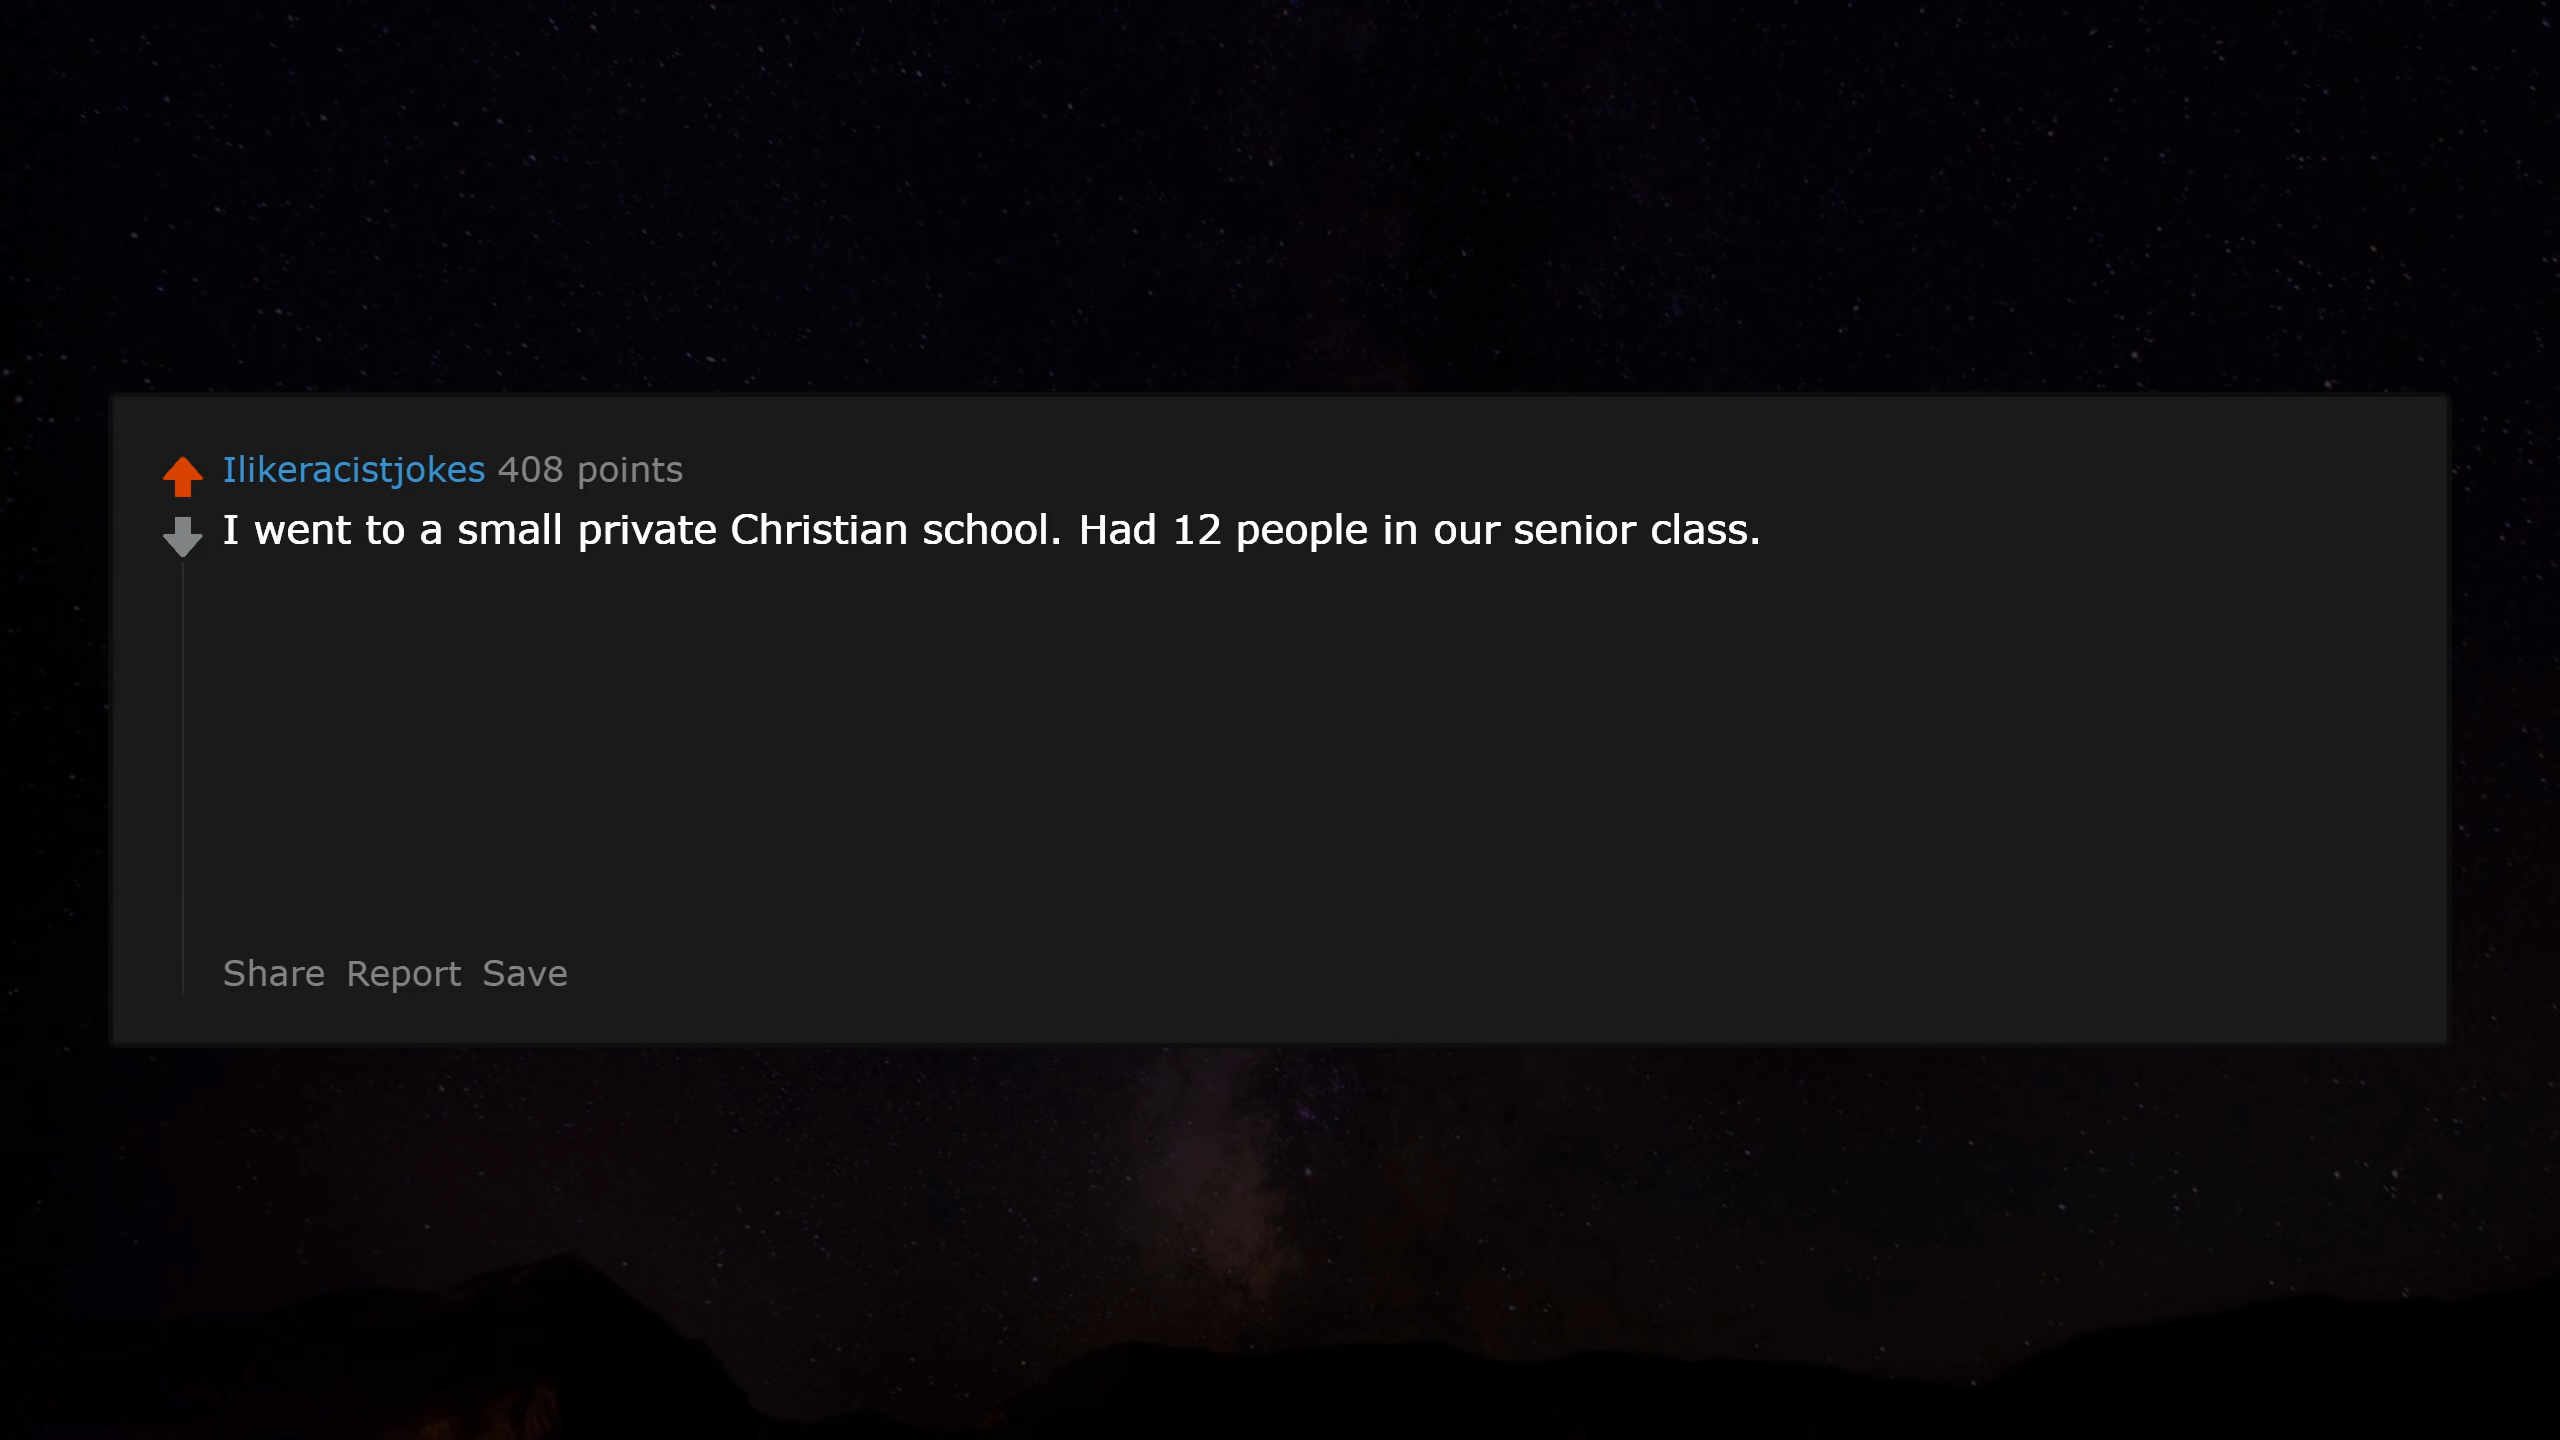 Ilikeracistjokes 408 points
I went to a small private Christian school. Had 12 people in our senior class.
Share Report Save